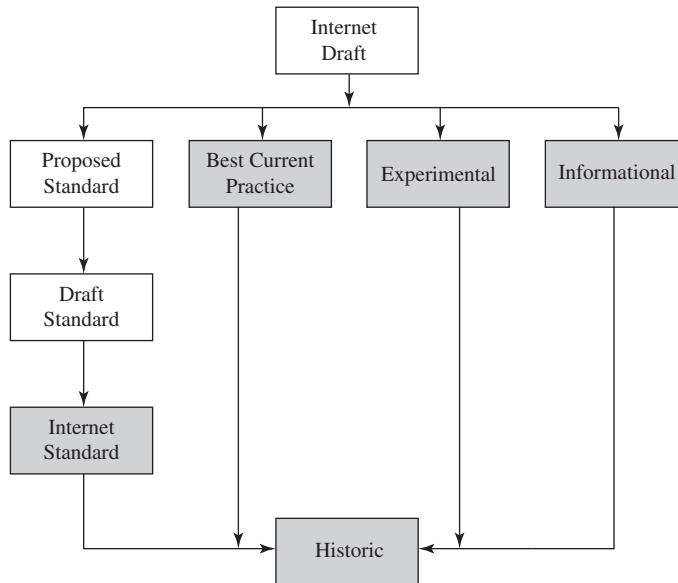 Internet
Draft
Proposed
Standard
Best Current
Practice
Experimental
Informational
Draft
Standard
Internet
Standard
Historic